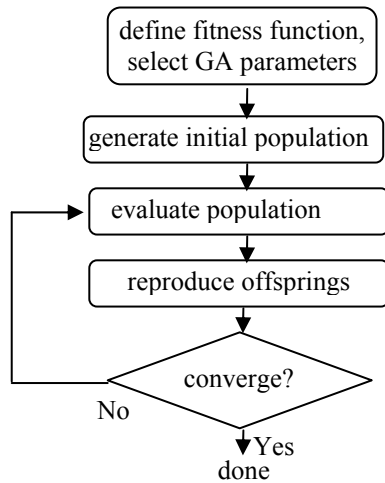 define fitness function,
select GA parameters
generate initial population
evaluate population
reproduce offsprings
converge?
No
Yes
done